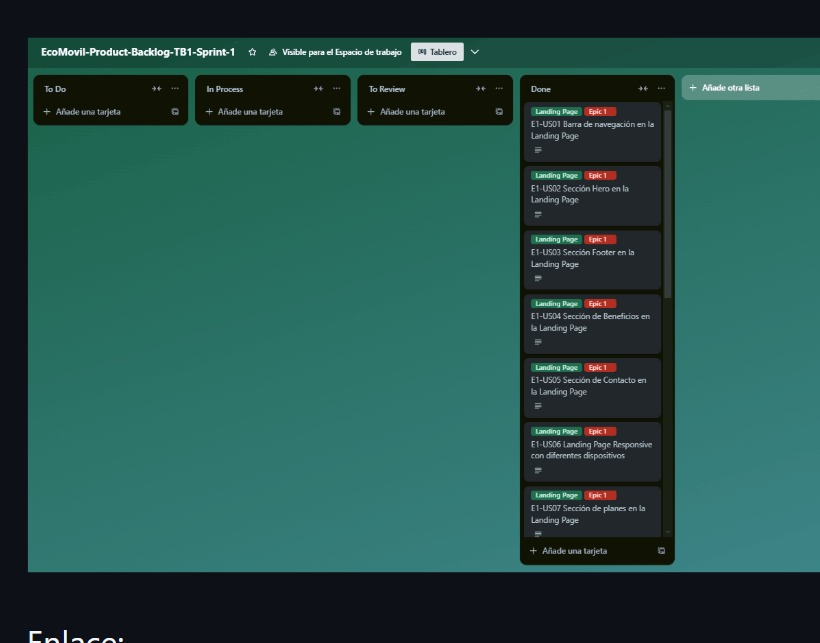 EcoMovil-Product-Backlog-TB1-Sprint-1
Visible para el Espacio de trabajo
Tablero
To Do
Añade una tarjeta
In Process
Añade una tarjeta
To Review
Añade una tarjeta
Done
Landing Page Epic 1
E1-US01 Barra de navegación en la
Landing Page
Landing Page Epic 1
E1-US02 Sección Hero en la
Landing Page
Landing Page Epic 1
E1-US03 Sección Footer en la
Landing Page
Landing Page Epic 1
E1-US04 Sección de Beneficios en
la Landing Page
Landing Page Epic 1
E1-US05 Sección de Contacto en
la Landing Page
Landing Page Epic 1
E1-US06 Landing Page Responsive
con diferentes dispositivos
Landing Page Epic 1
E1-US07 Sección de planes en la
Landing Page
Añade una tarjeta
Añade otra lista
Enlace: